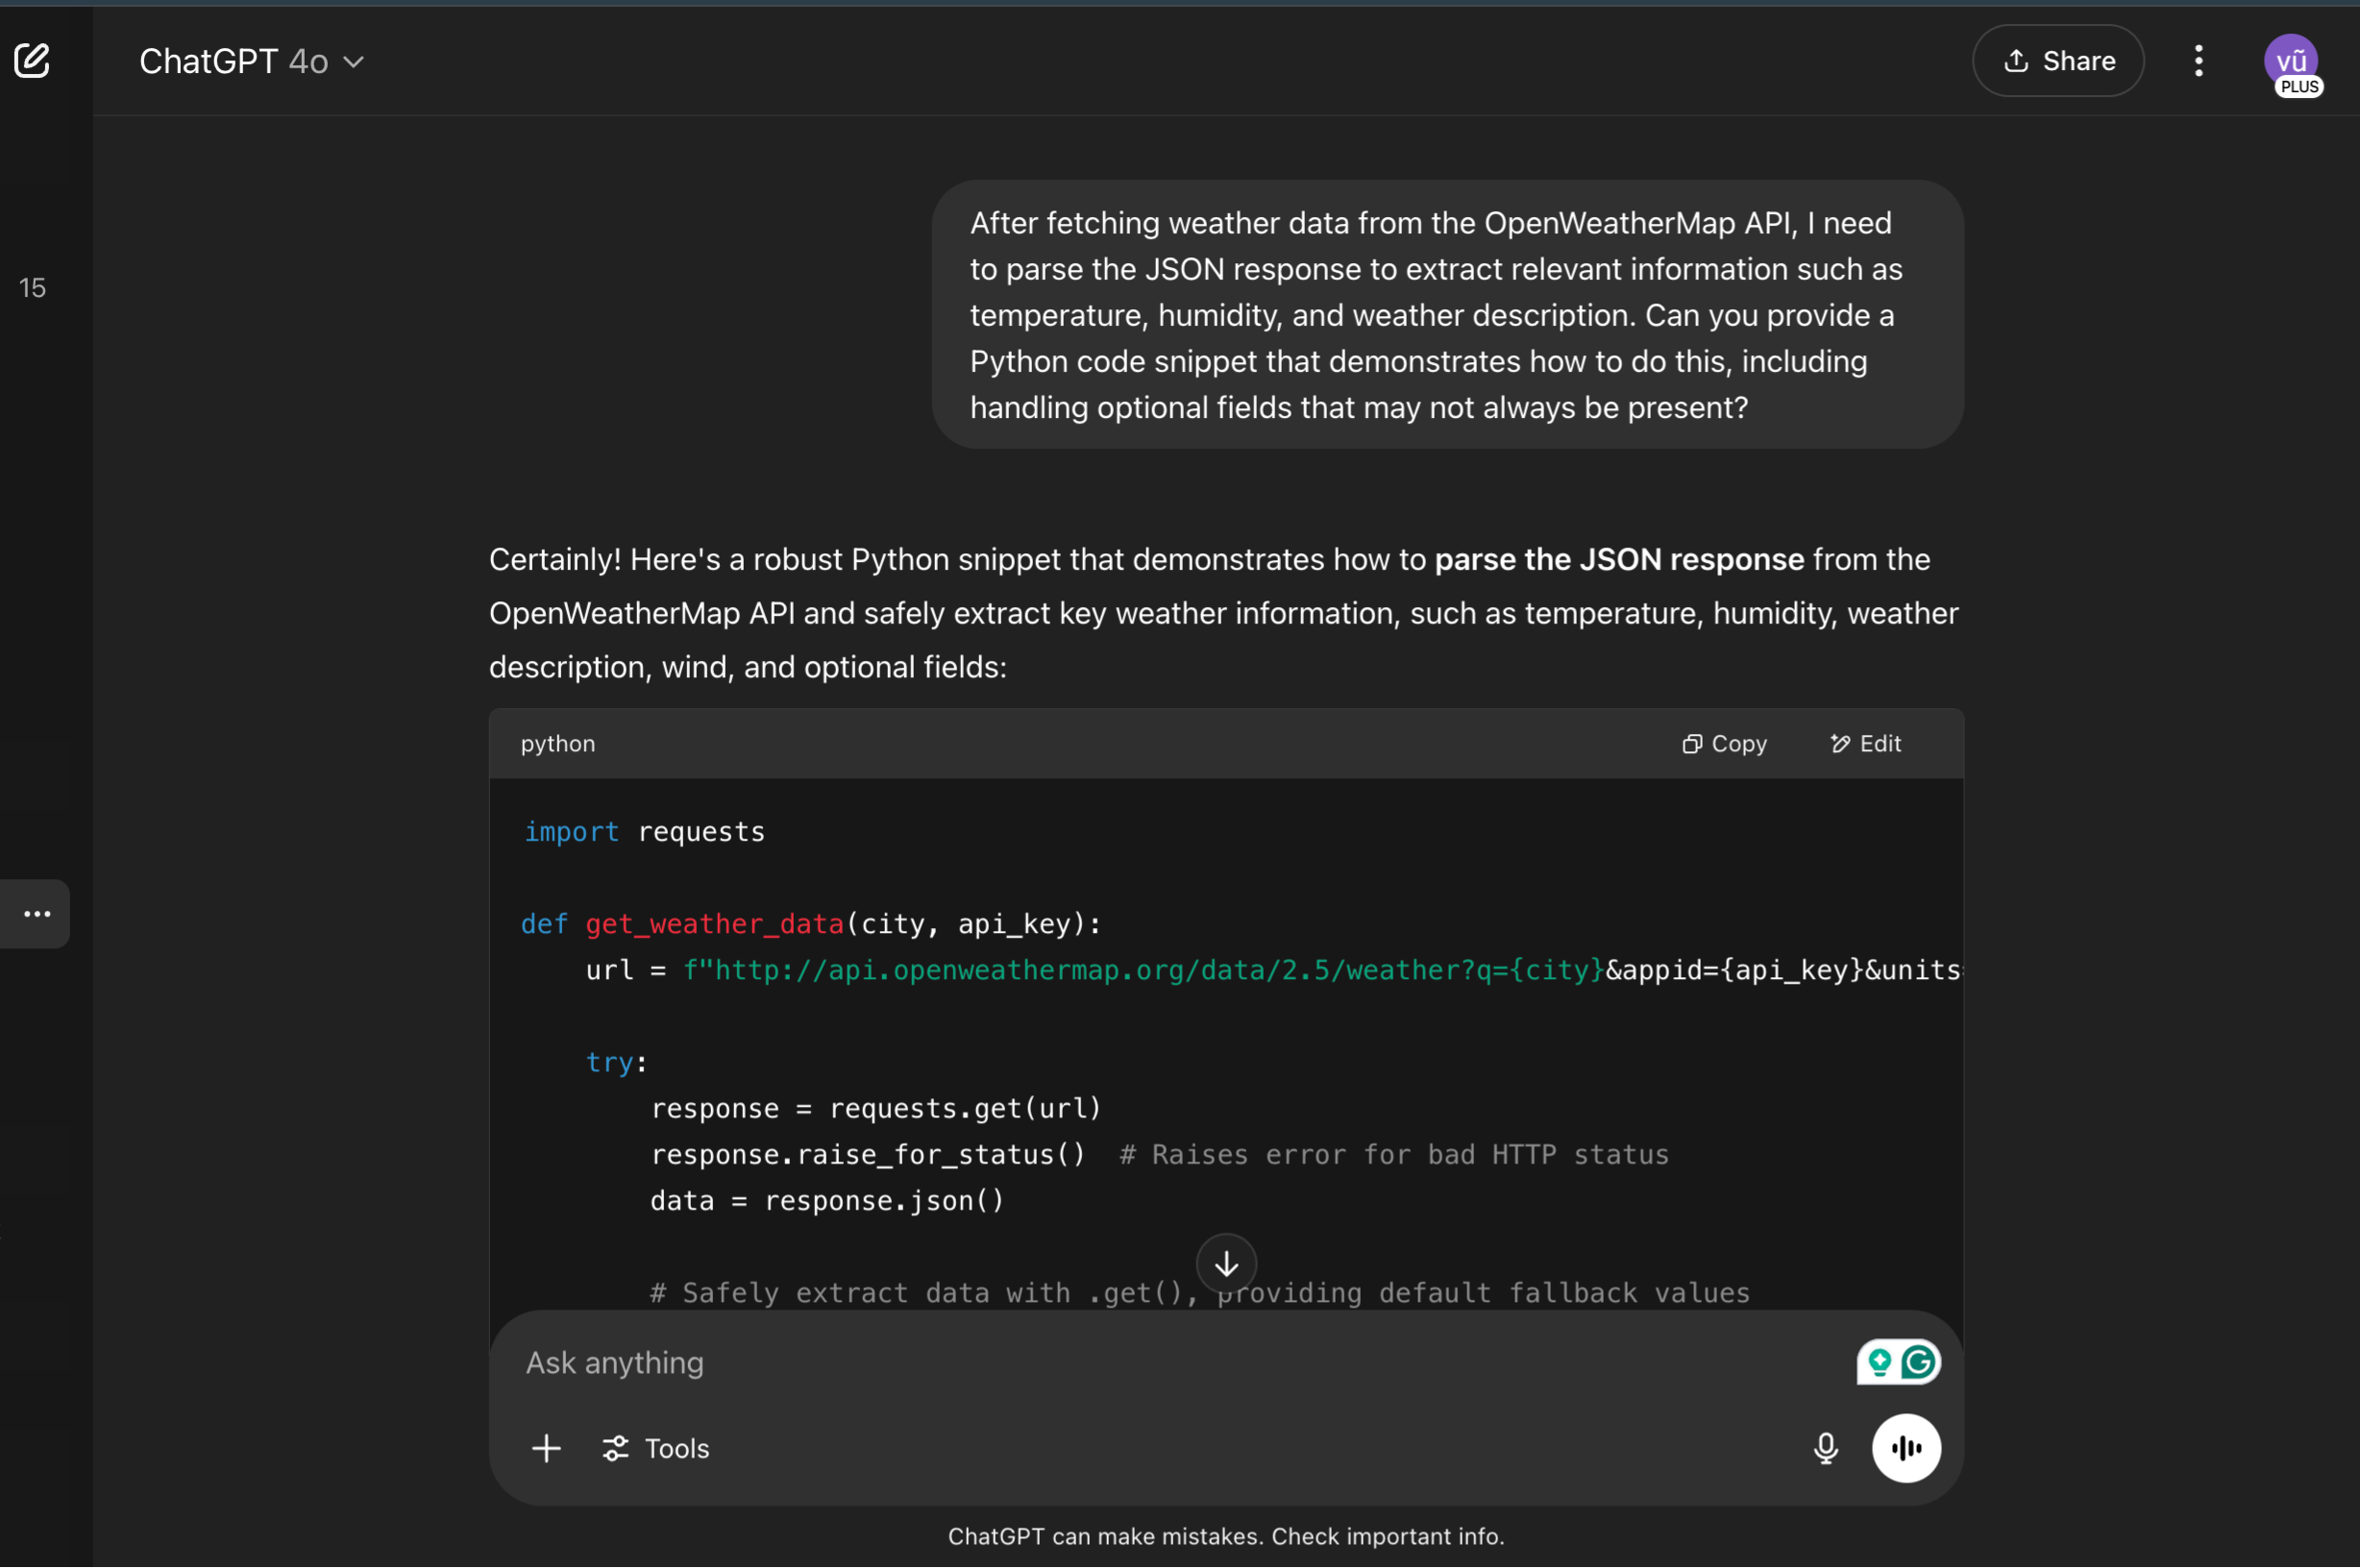 ChatGPT 4o
Share
vũ
PLUS
15
After fetching weather data from the OpenWeatherMap API, I need
to parse the JSON response to extract relevant information such as
temperature, humidity, and weather description. Can you provide a
Python code snippet that demonstrates how to do this, including
handling optional fields that may not always be present?
Certainly! Here's a robust Python snippet that demonstrates how to parse the JSON response from the
OpenWeatherMap API and safely extract key weather information, such as temperature, humidity, weather
description, wind, and optional fields:
python
Copy
Edit
import requests
def get_weather_data(city, api_key):
    url = f"http://api.openweathermap.org/data/2.5/weather?q={city}&appid={api_key}&units
    try:
        response = requests.get(url)
        response.raise_for_status()  # Raises error for bad HTTP status
        data = response.json()
        # Safely extract data with .get(), providing default fallback values
Ask anything
Tools
ChatGPT can make mistakes. Check important info.